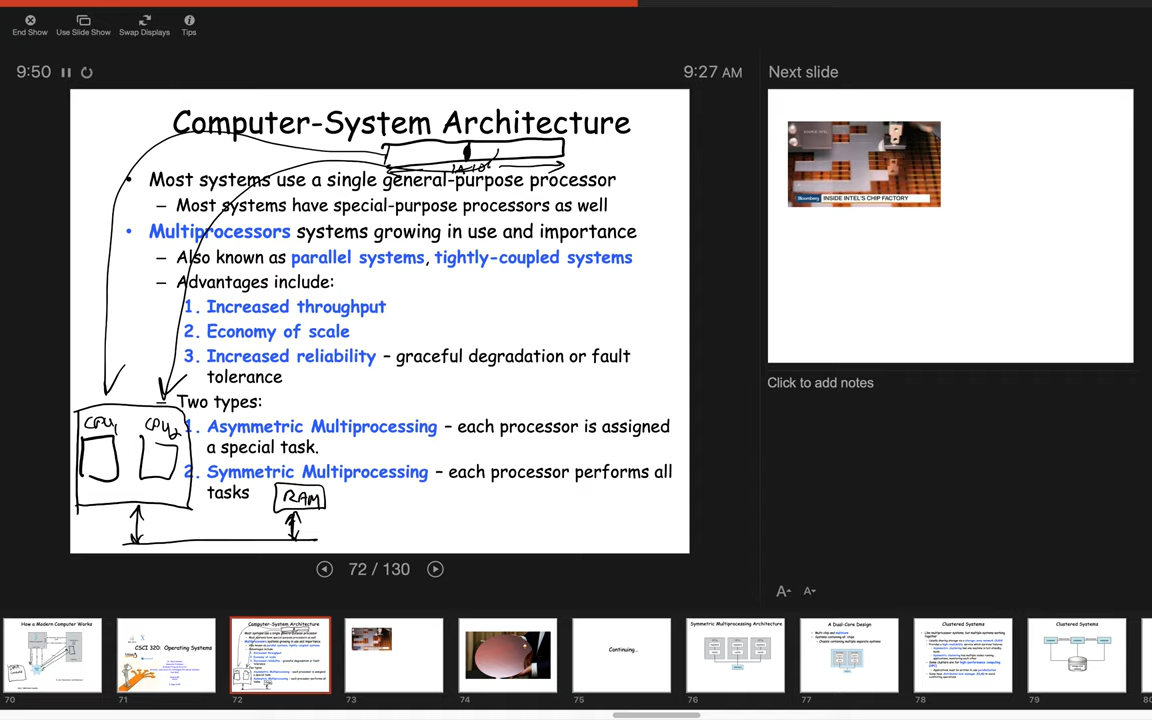 End Show
Use Slide Show
Swap Displays
Tips
9:50
9:27 AM
Next slide
Computer-System Architecture
• Most systems use a single general-purpose processor
– Most systems have special-purpose processors as well
• Multiprocessors systems growing in use and importance
– Also known as parallel systems, tightly-coupled systems
– Advantages include:
1. Increased throughput
2. Economy of scale
3. Increased reliability – graceful degradation or fault
tolerance
– Two types:
1. Asymmetric Multiprocessing – each processor is assigned
a special task.
2. Symmetric Multiprocessing – each processor performs all
tasks
CPU1
CPU2
RAM
Bloomberg INSIDE INTEL'S CHIP FACTORY
Click to add notes
72 / 130
How a Modern Computer Works
CSCI 320: Operating Systems
Computer-System Architecture
Continuing...
Symmetric Multiprocessing Architecture
A Dual-Core Design
Clustered Systems
Clustered Systems
70
71
72
73
74
75
76
77
78
79